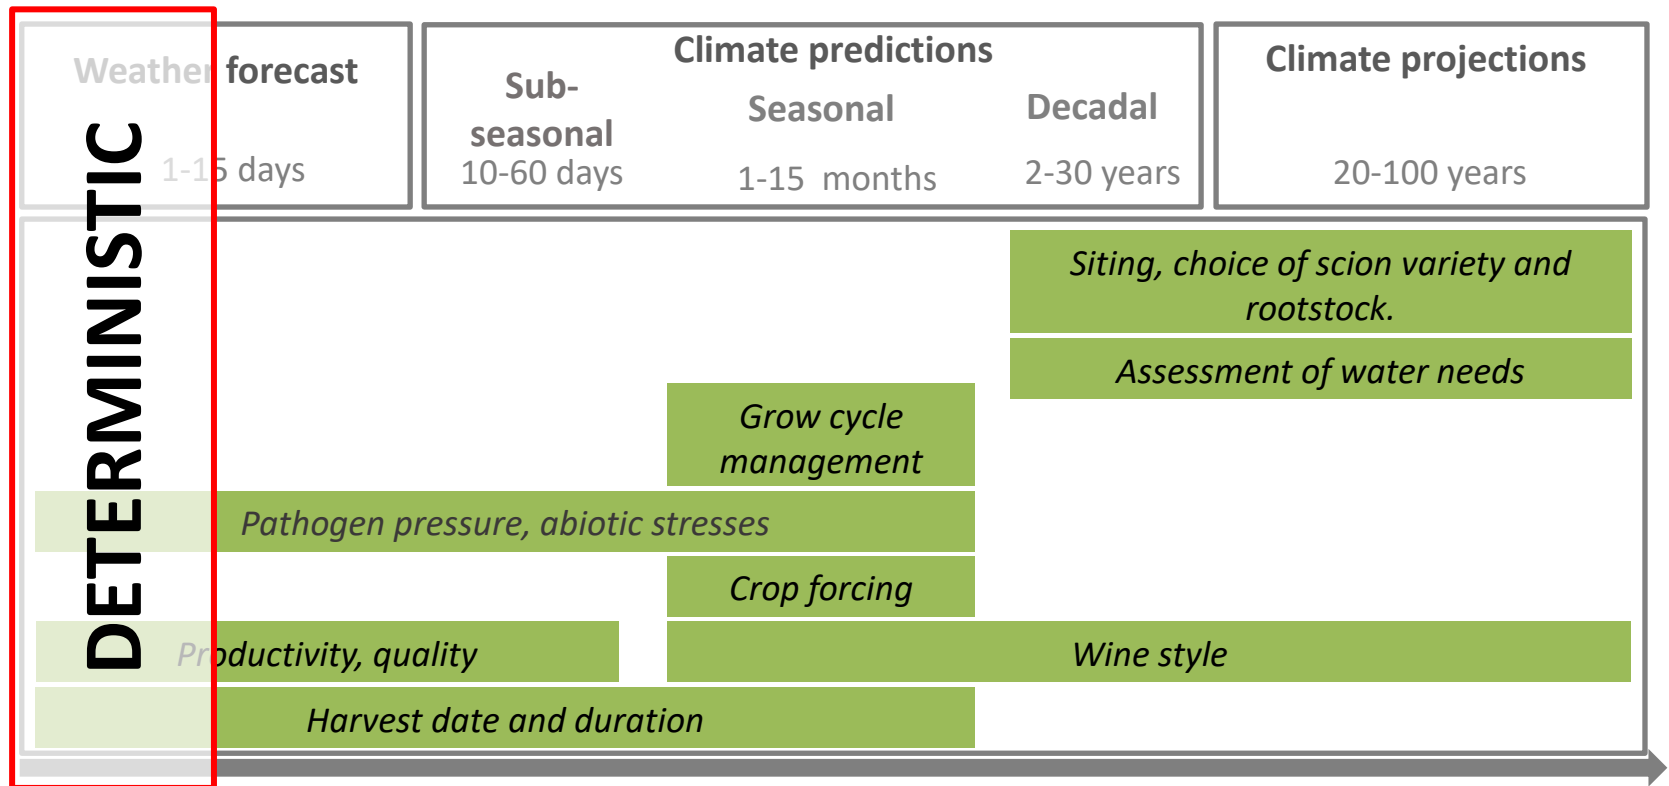 Weather forecast
1-15 days
Climate predictions
Sub-
seasonal
10-60 days
Seasonal
1-15 months
Decadal
2-30 years
Climate projections
20-100 years
DETERMINISTIC
Siting, choice of scion variety and
rootstock.
Assessment of water needs
Grow cycle
management
Pathogen pressure, abiotic stresses
Crop forcing
Productivity, quality
Wine style
Harvest date and duration